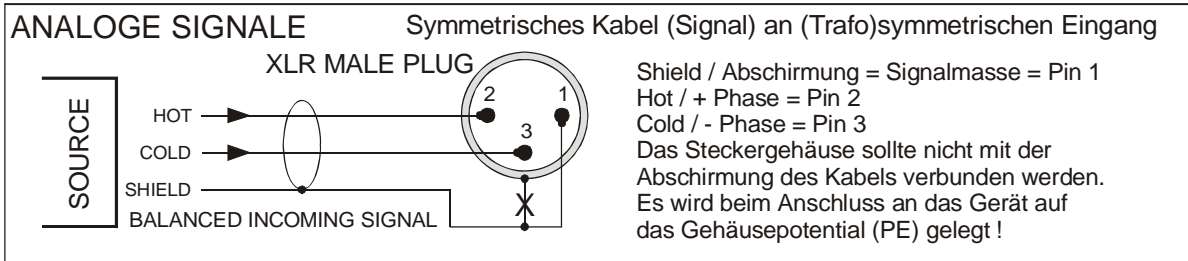 ANALOGE SIGNALE
Symmetrisches Kabel (Signal) an (Trafo)symmetrischen Eingang
XLR MALE PLUG
SOURCE
HOT
COLD
SHIELD
BALANCED INCOMING SIGNAL
2
1
3
X
Shield / Abschirmung = Signalmasse = Pin 1
Hot / + Phase = Pin 2
Cold / - Phase = Pin 3
Das Steckergehäuse sollte nicht mit der
Abschirmung des Kabels verbunden werden.
Es wird beim Anschluss an das Gerät auf
das Gehäusepotential (PE) gelegt !